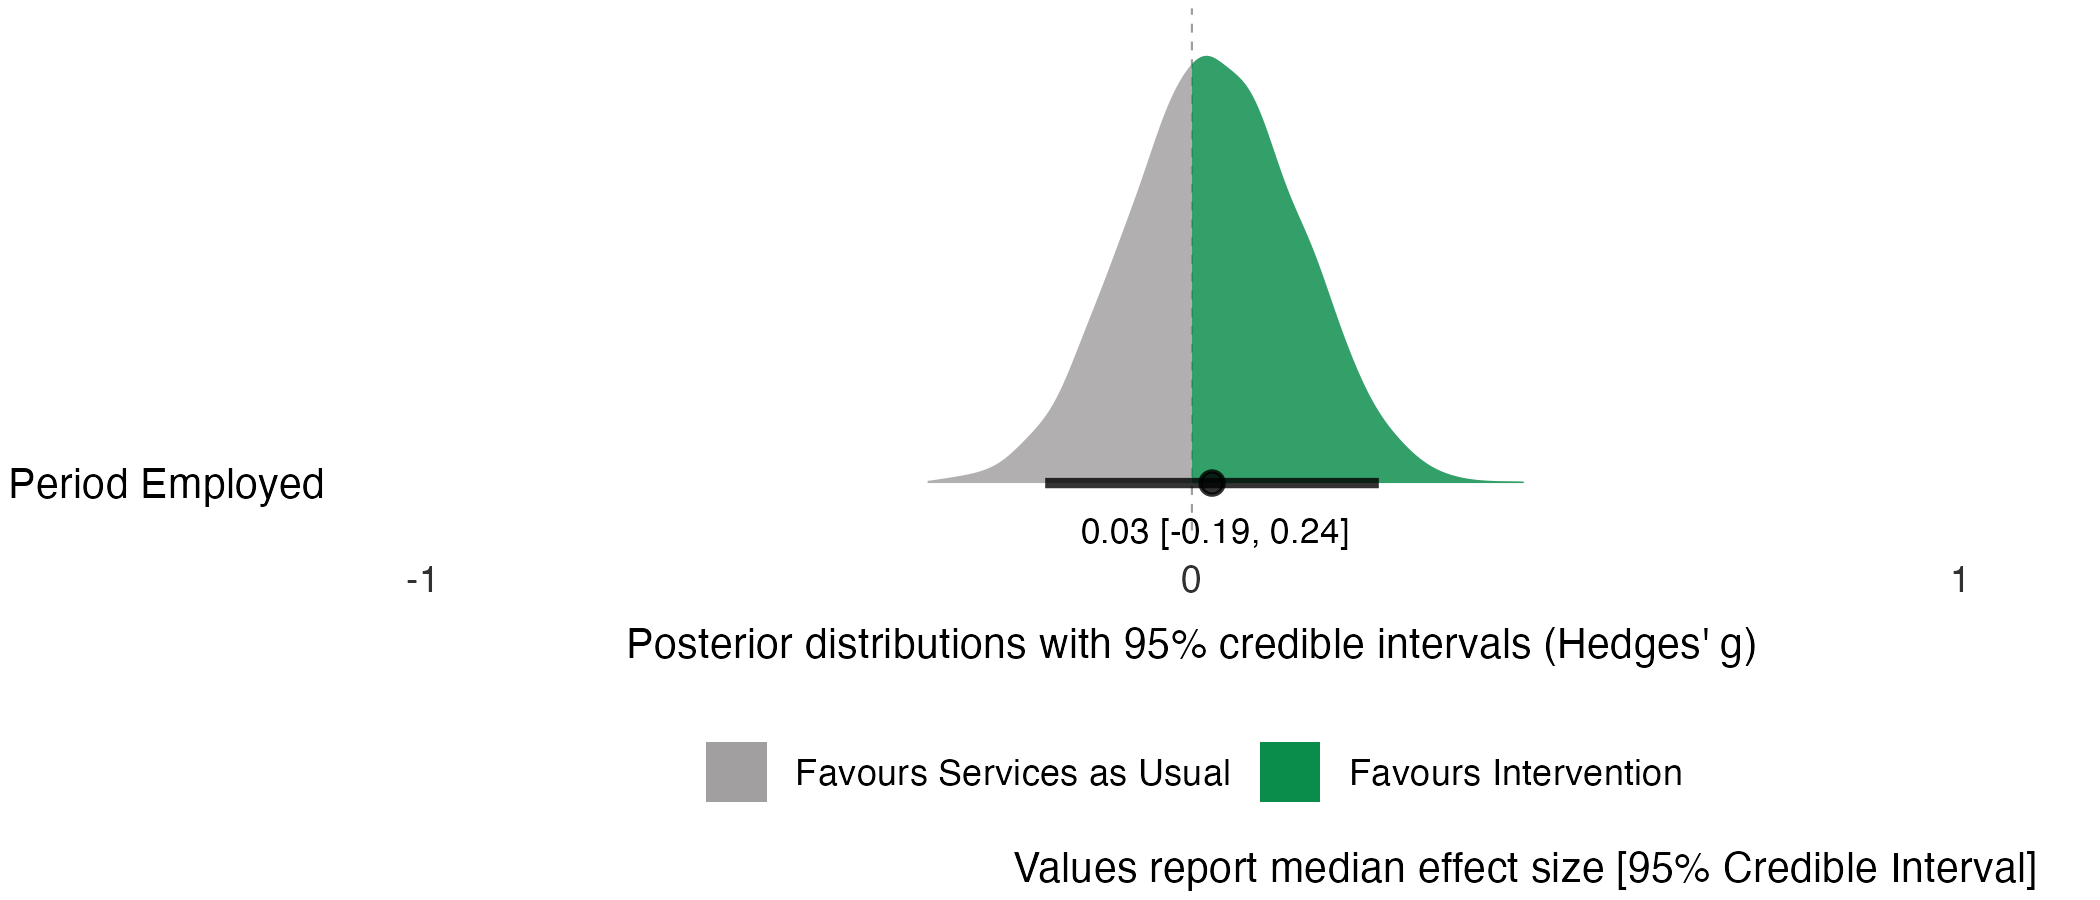 Period Employed
0.03 [-0.19, 0.24]
-1 0 1
Posterior distributions with 95% credible intervals (Hedges' g)
Favours Services as Usual Favours Intervention
Values report median effect size [95% Credible Interval]